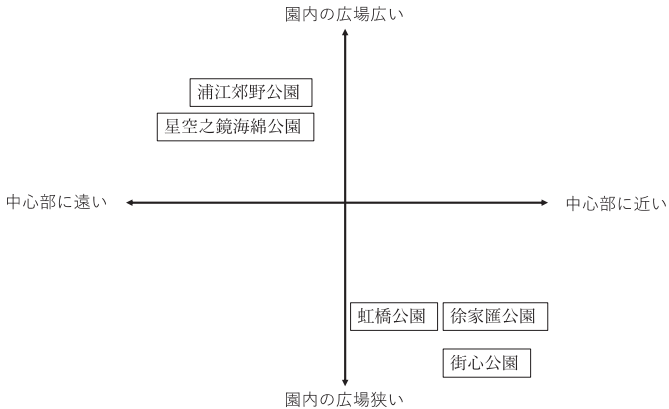 園内の広場広い
浦江郊野公園
星空之鏡海綿公園
中心部に遠い
中心部に近い
虹橋公園
徐家匯公園
街心公園
園内の広場狭い